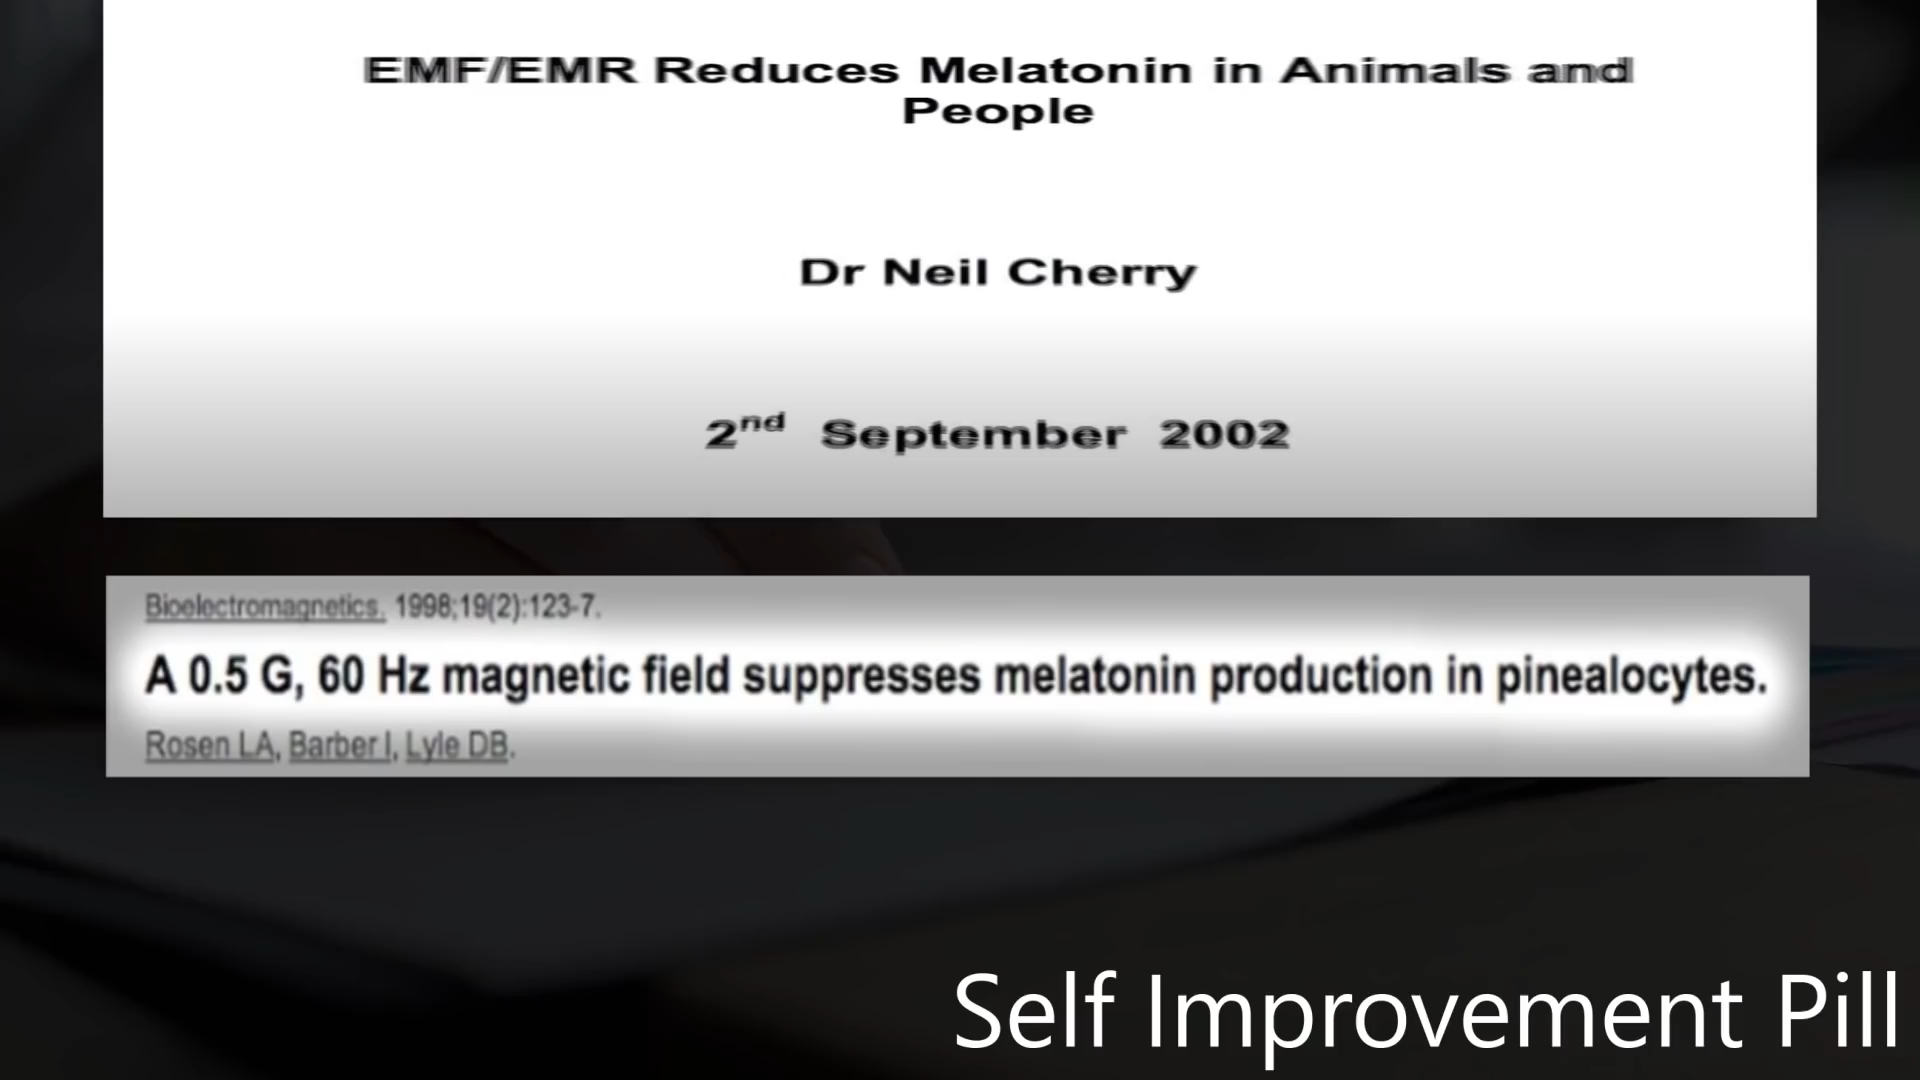 EMF/EMR Reduces Melatonin in Animals and
People
Dr Neil Cherry
2nd September 2002
Bioelectromagnetics. 1998;19(2):123-7.
A 0.5 G, 60 Hz magnetic field suppresses melatonin production in pinealocytes.
Rosen LA, Barber I, Lyle DB.
Self Improvement Pill